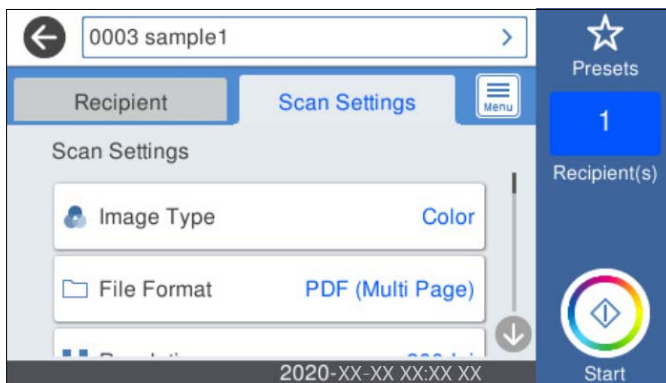 0003 sample1
Presets
Recipient
Scan Settings
Menu
1
Recipient(s)
Scan Settings
Image Type
Color
File Format
PDF (Multi Page)
2020-XX-XX XX:XX XX
Start